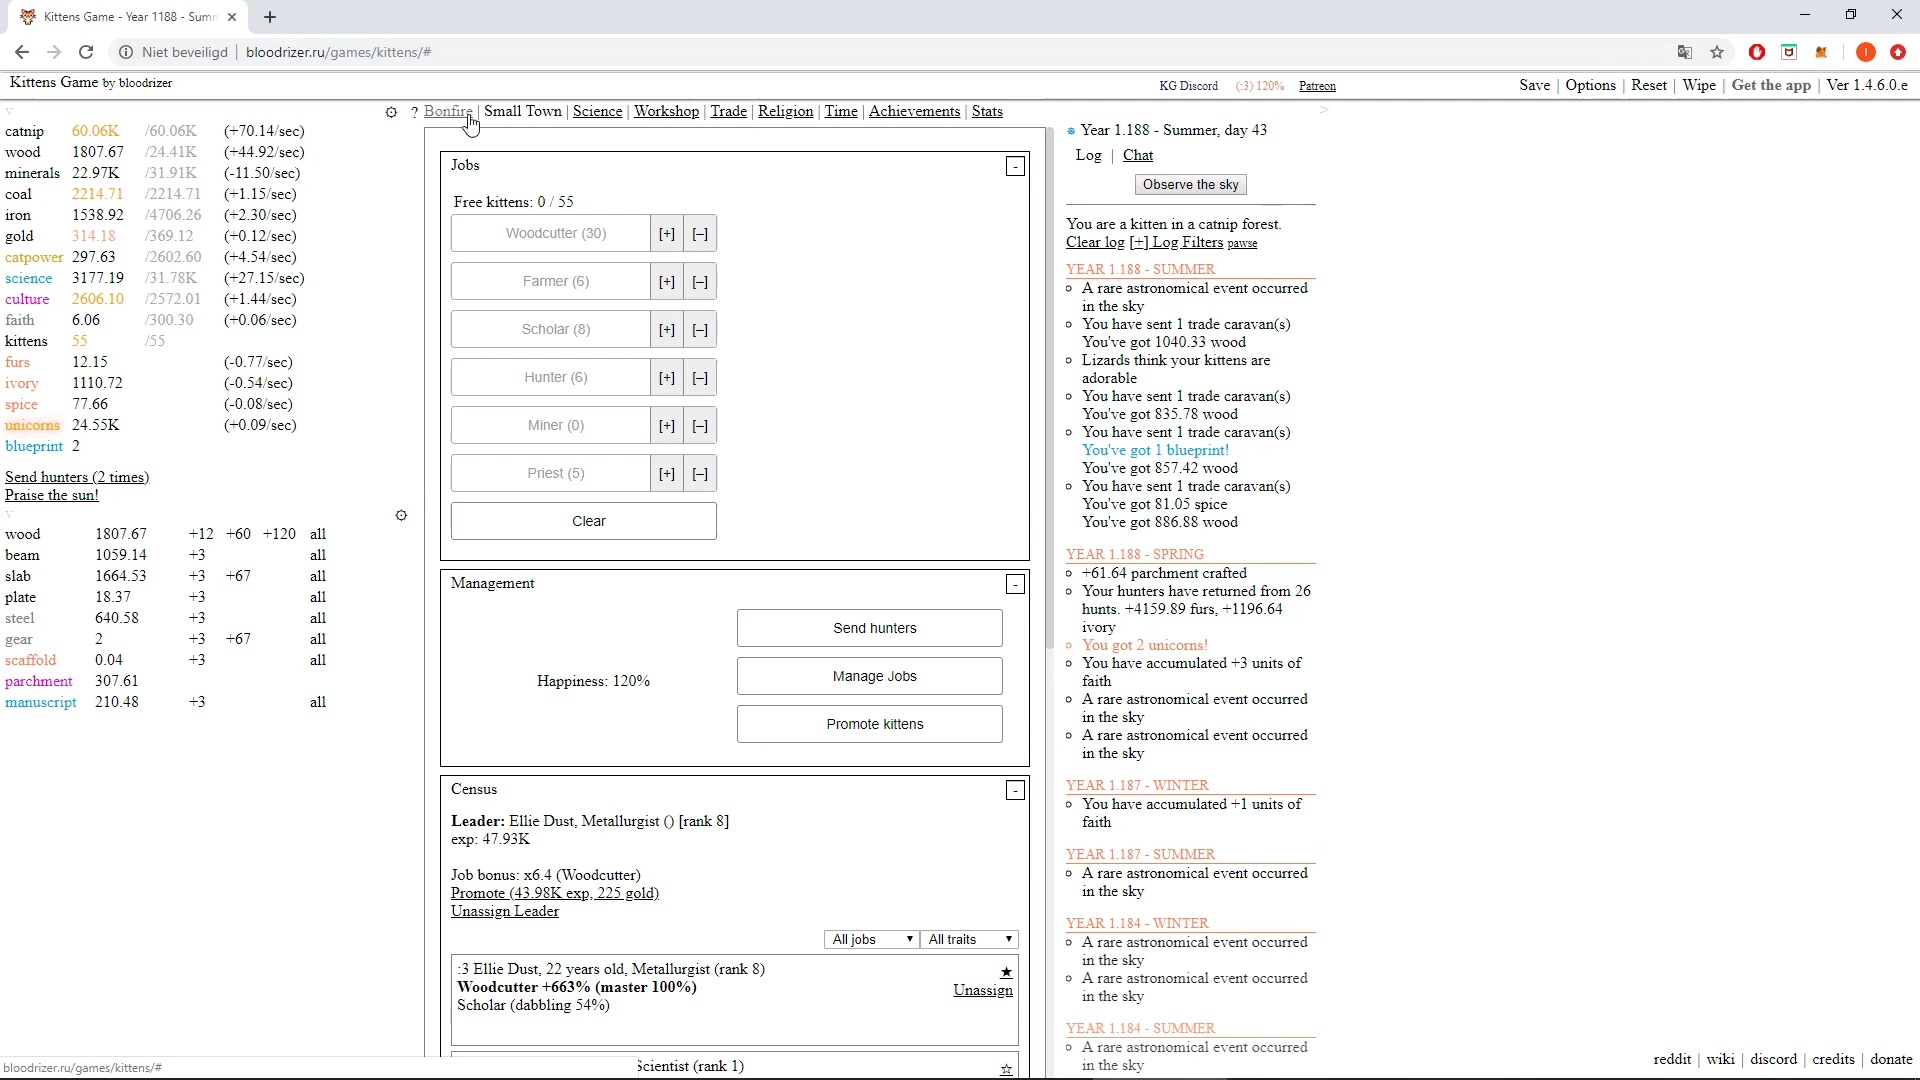 Kittens Game - Year 1188 - Summ
Niet beveiligd | bloodrizer.ru/games/kittens/#
Kittens Game by bloodrizer
KG Discord (:3) 120% Patreon
Save | Options | Reset | Wipe | Get the app | Ver 1.4.6.0.e
? Bonfire | Small Town | Science | Workshop | Trade | Religion | Time | Achievements | Stats
catnip 60.06K /60.06K (+70.14/sec)
wood 1807.67 /24.41K (+44.92/sec)
minerals 22.97K /31.91K (-11.50/sec)
coal 2214.71 /2214.71 (+1.15/sec)
iron 1538.92 /4706.26 (+2.30/sec)
gold 314.18 /369.12 (+0.12/sec)
catpower 297.63 /2602.60 (+4.54/sec)
science 3177.19 /31.78K (+27.15/sec)
culture 2606.10 /2572.01 (+1.44/sec)
faith 6.06 /300.30 (+0.06/sec)
kittens 55 /55
furs 12.15 (-0.77/sec)
ivory 1110.72 (-0.54/sec)
spice 77.66 (-0.08/sec)
unicorns 24.55K (+0.09/sec)
blueprint 2
Send hunters (2 times)
Praise the sun!
wood 1807.67 +12 +60 +120 all
beam 1059.14 +3 all
slab 1664.53 +3 +67 all
plate 18.37 +3 all
steel 640.58 +3 all
gear 2 +3 +67 all
scaffold 0.04 +3 all
parchment 307.61
manuscript 210.48 +3 all
bloodrizer.ru/games/kittens/#
Jobs
[-]
Free kittens: 0 / 55
Woodcutter (30) [+] [–]
Farmer (6) [+] [–]
Scholar (8) [+] [–]
Hunter (6) [+] [–]
Miner (0) [+] [–]
Priest (5) [+] [–]
Clear
Management
-
Happiness: 120%
Send hunters
Manage Jobs
Promote kittens
Census
-
Leader: Ellie Dust, Metallurgist () [rank 8]
exp: 47.93K
Job bonus: x6.4 (Woodcutter)
Promote (43.98K exp, 225 gold)
Unassign Leader
All jobs All traits
:3 Ellie Dust, 22 years old, Metallurgist (rank 8) ★
Woodcutter +663% (master 100%) Unassign
Scholar (dabbling 54%)
Scientist (rank 1) ☆
>
Year 1.188 - Summer, day 43
Log | Chat
Observe the sky
You are a kitten in a catnip forest.
Clear log [+] Log Filters pawse
YEAR 1.188 - SUMMER
A rare astronomical event occurred
in the sky
You have sent 1 trade caravan(s)
You've got 1040.33 wood
Lizards think your kittens are
adorable
You have sent 1 trade caravan(s)
You've got 835.78 wood
You have sent 1 trade caravan(s)
You've got 1 blueprint!
You've got 857.42 wood
You have sent 1 trade caravan(s)
You've got 81.05 spice
You've got 886.88 wood
YEAR 1.188 - SPRING
+61.64 parchment crafted
Your hunters have returned from 26
hunts. +4159.89 furs, +1196.64
ivory
You got 2 unicorns!
You have accumulated +3 units of
faith
A rare astronomical event occurred
in the sky
A rare astronomical event occurred
in the sky
YEAR 1.187 - WINTER
You have accumulated +1 units of
faith
YEAR 1.187 - SUMMER
A rare astronomical event occurred
in the sky
YEAR 1.184 - WINTER
A rare astronomical event occurred
in the sky
A rare astronomical event occurred
in the sky
YEAR 1.184 - SUMMER
A rare astronomical event occurred
in the sky
reddit | wiki | discord | credits | donate